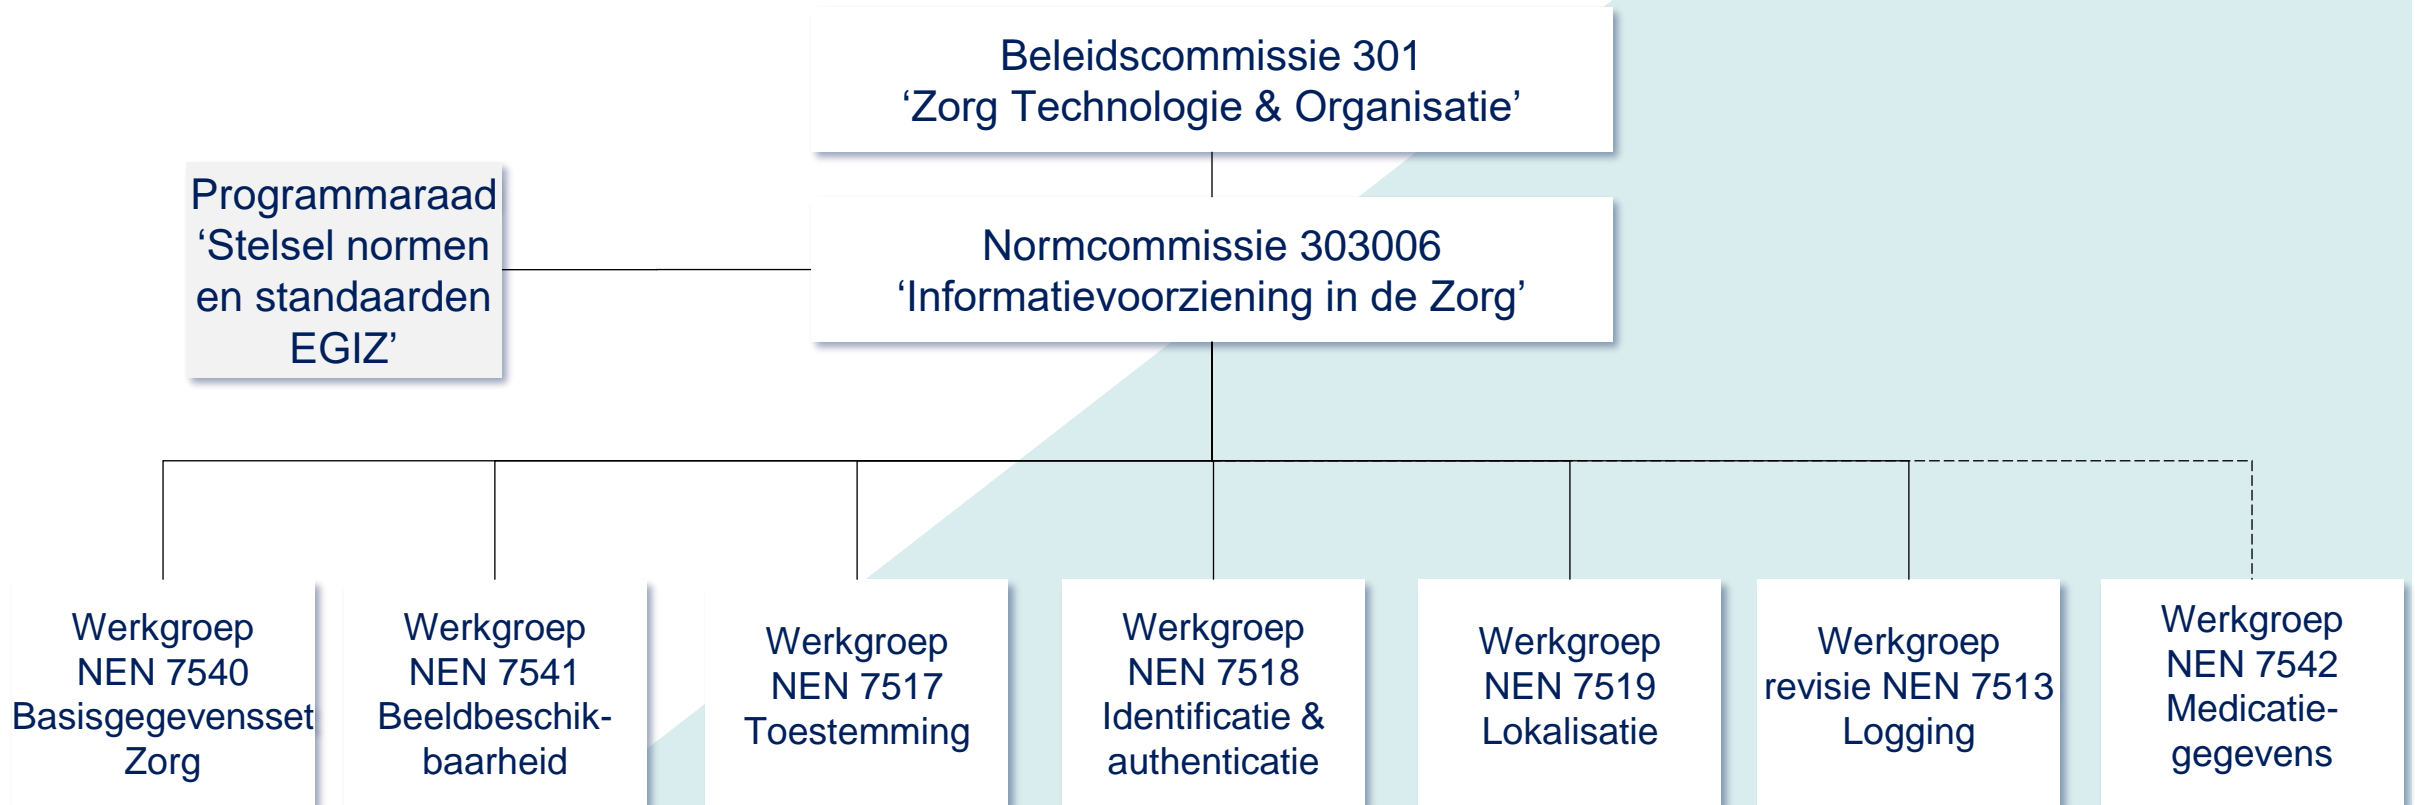 Beleidscommissie 301
‘Zorg Technologie & Organisatie’
Programmaraad
‘Stelsel normen
en standaarden
EGIZ’
Normcommissie 303006
‘Informatievoorziening in de Zorg’
Werkgroep
NEN 7540
Basisgegevensset
Zorg
Werkgroep
NEN 7541
Beeldbeschik-
baarheid
Werkgroep
NEN 7517
Toestemming
Werkgroep
NEN 7518
Identificatie &
authenticatie
Werkgroep
NEN 7519
Lokalisatie
Werkgroep
revisie NEN 7513
Logging
Werkgroep
NEN 7542
Medicatie-
gegevens